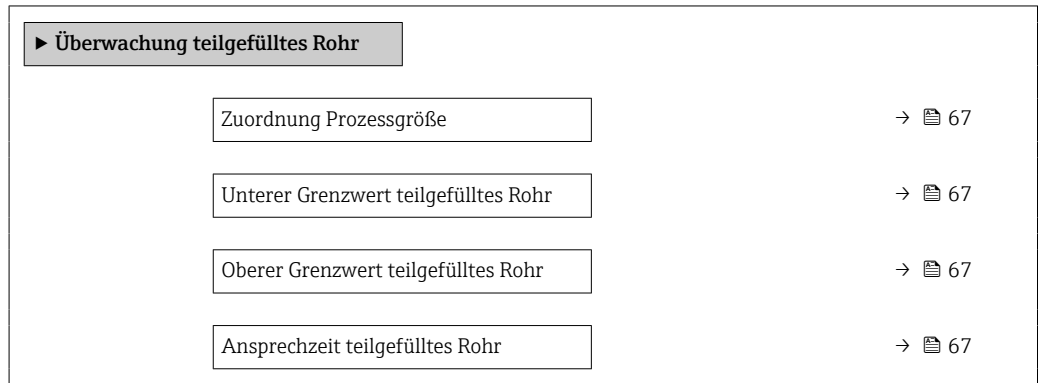 ▶ Überwachung teilgefülltes Rohr
Zuordnung Prozessgröße → 67
Unterer Grenzwert teilgefülltes Rohr → 67
Oberer Grenzwert teilgefülltes Rohr → 67
Ansprechzeit teilgefülltes Rohr → 67